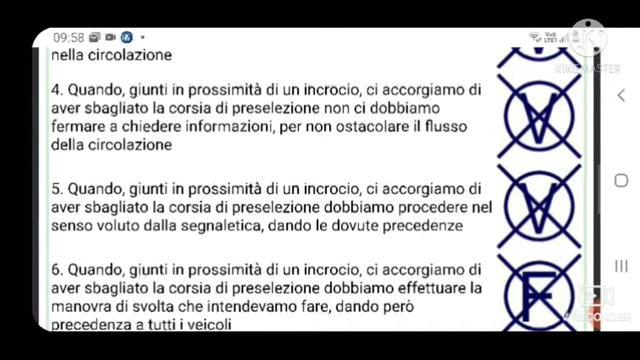 09:58
nella circolazione
4. Quando, giunti in prossimità di un incrocio, ci accorgiamo di
aver sbagliato la corsia di preselezione non ci dobbiamo
fermare a chiedere informazioni, per non ostacolare il flusso
della circolazione
V
5. Quando, giunti in prossimità di un incrocio, ci accorgiamo di
aver sbagliato la corsia di preselezione dobbiamo procedere nel
senso voluto dalla segnaletica, dando le dovute precedenze
V
6. Quando, giunti in prossimità di un incrocio, ci accorgiamo di
aver sbagliato la corsia di preselezione dobbiamo effettuare la
manovra di svolta che intendevamo fare, dando però
precedenza a tutti i veicoli
F
KINEMASTER